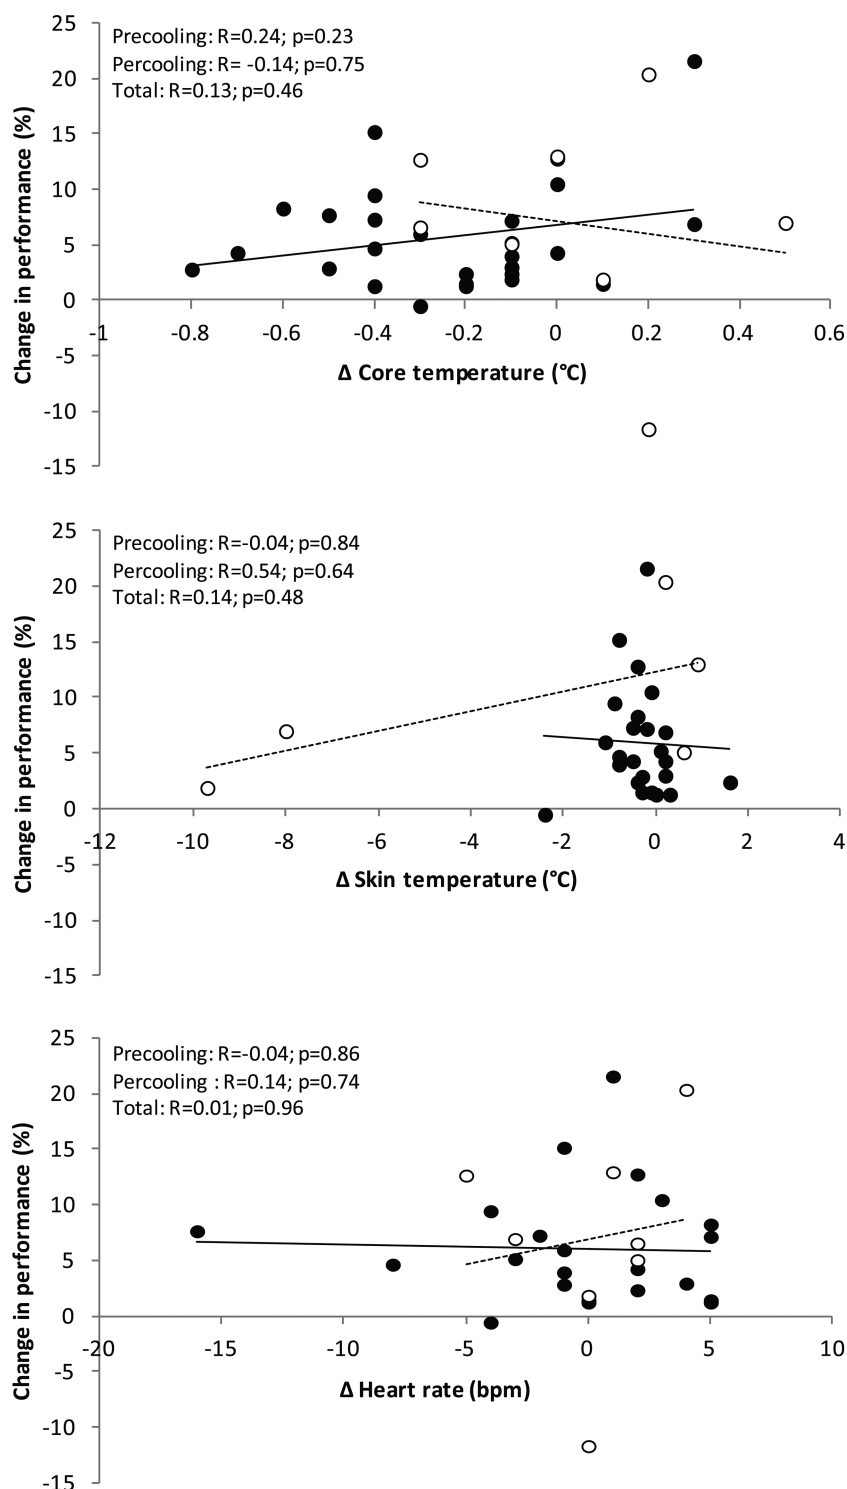 25
Precooling: R=0.24; p=0.23
Percooling: R= -0.14; p=0.75
20
Total: R=0.13; p=0.46
15
10
5
0
Change in performance (%)
-1 -0.8 -0.6 -0.4 -0.2 0 0.2 0.4 0.6
-5
Δ Core temperature (°C)
-10
-15
25
Precooling: R=-0.04; p=0.84
Percooling: R=0.54; p=0.64
20
Total: R=0.14; p=0.48
15
10
5
0
Change in performance (%)
-12 -10 -8 -6 -4 -2 0 2 4
-5
Δ Skin temperature (°C)
-10
-15
25
Precooling: R=-0.04; p=0.86
Percooling : R=0.14; p=0.74
20
Total: R=0.01; p=0.96
15
10
5
0
Change in performance (%)
-20 -15 -10 -5 0 5 10
-5
Δ Heart rate (bpm)
-10
-15